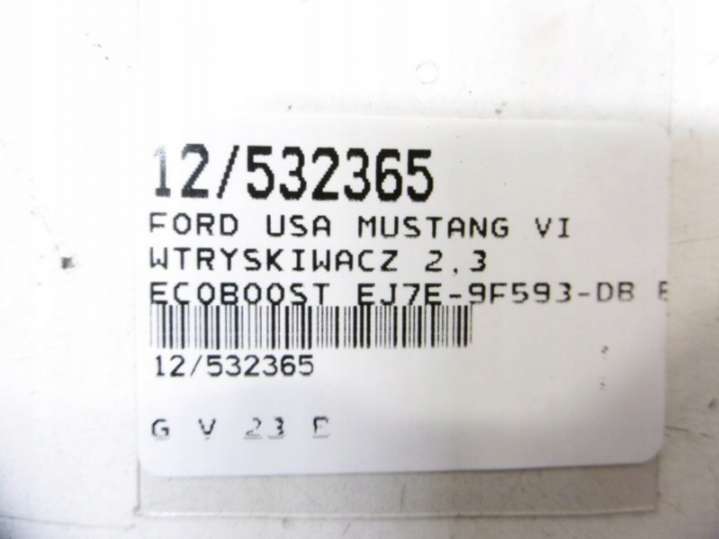 12/532365
FORD USA MUSTANG VI
WTRYSKIWACZ 2.3
ECOBOOST EJ7E-9F593-DB
12/532365
G V 23